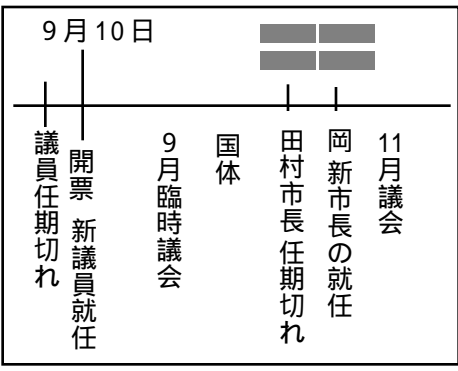 9月10日
議員任期切れ
開票 新議員就任
9月臨時議会
国体
田村市長 任期切れ
岡 新市長の就任
11月議会